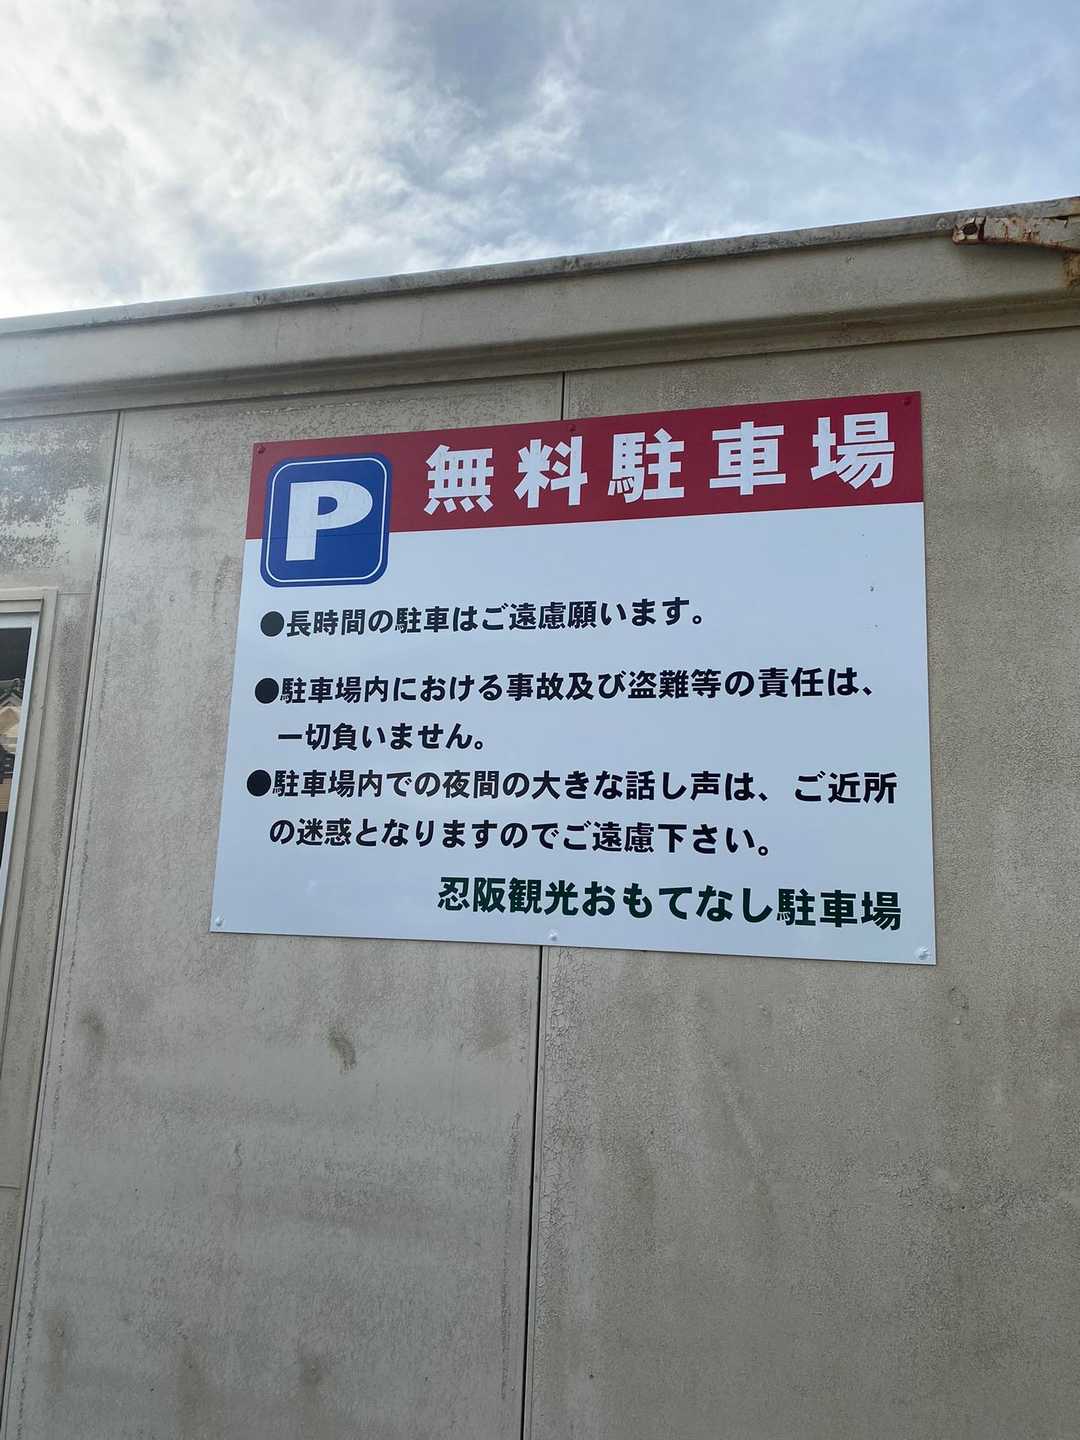 P 無料駐車場
●長時間の駐車はご遠慮願います。
●駐車場内における事故及び盗難等の責任は、
一切負いません。
●駐車場内での夜間の大きな話し声は、ご近所
の迷惑となりますのでご遠慮下さい。
忍阪観光おもてなし駐車場